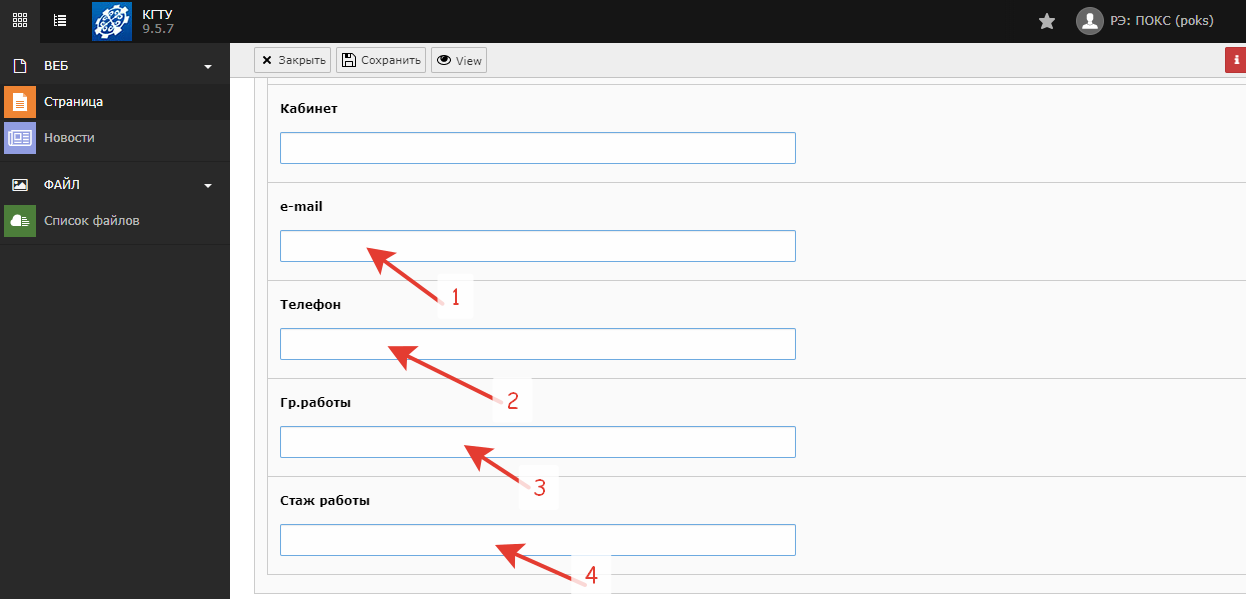 КГТУ
9.5.7
РЭ: ПОКС (poks)
ВЕБ
Страница
Новости
ФАЙЛ
Список файлов
Закрыть
Сохранить
View
Кабинет
e-mail
1
Телефон
2
Гр.работы
3
Стаж работы
4